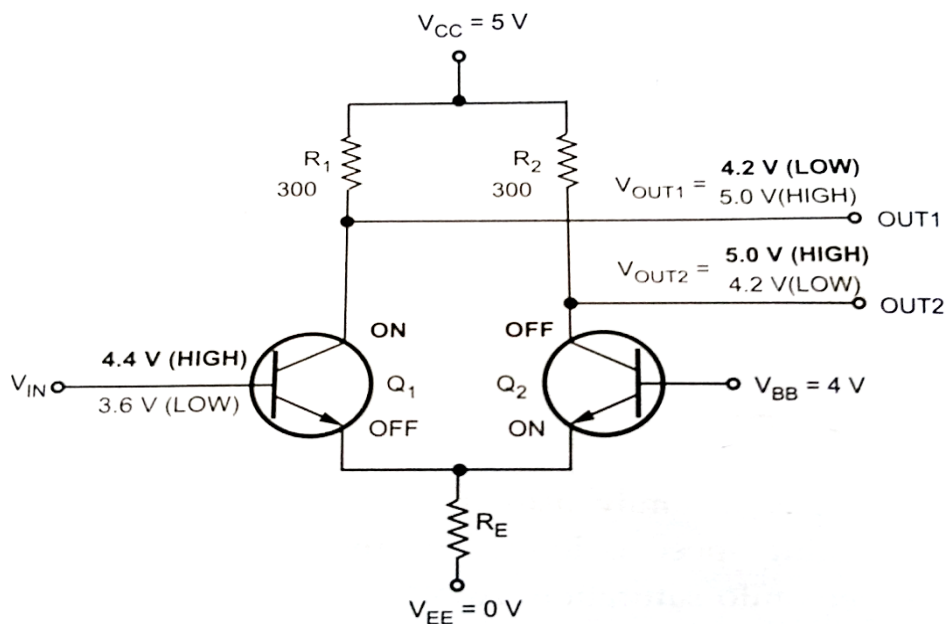 V_CC = 5 V
R_1
300
R_2
300
V_OUT1 = 4.2 V (LOW)
5.0 V(HIGH)
OUT1
V_OUT2 = 5.0 V (HIGH)
4.2 V(LOW)
OUT2
ON
OFF
V_IN
4.4 V (HIGH)
3.6 V (LOW)
Q_1
Q_2
V_BB = 4 V
OFF
ON
R_E
V_EE = 0 V